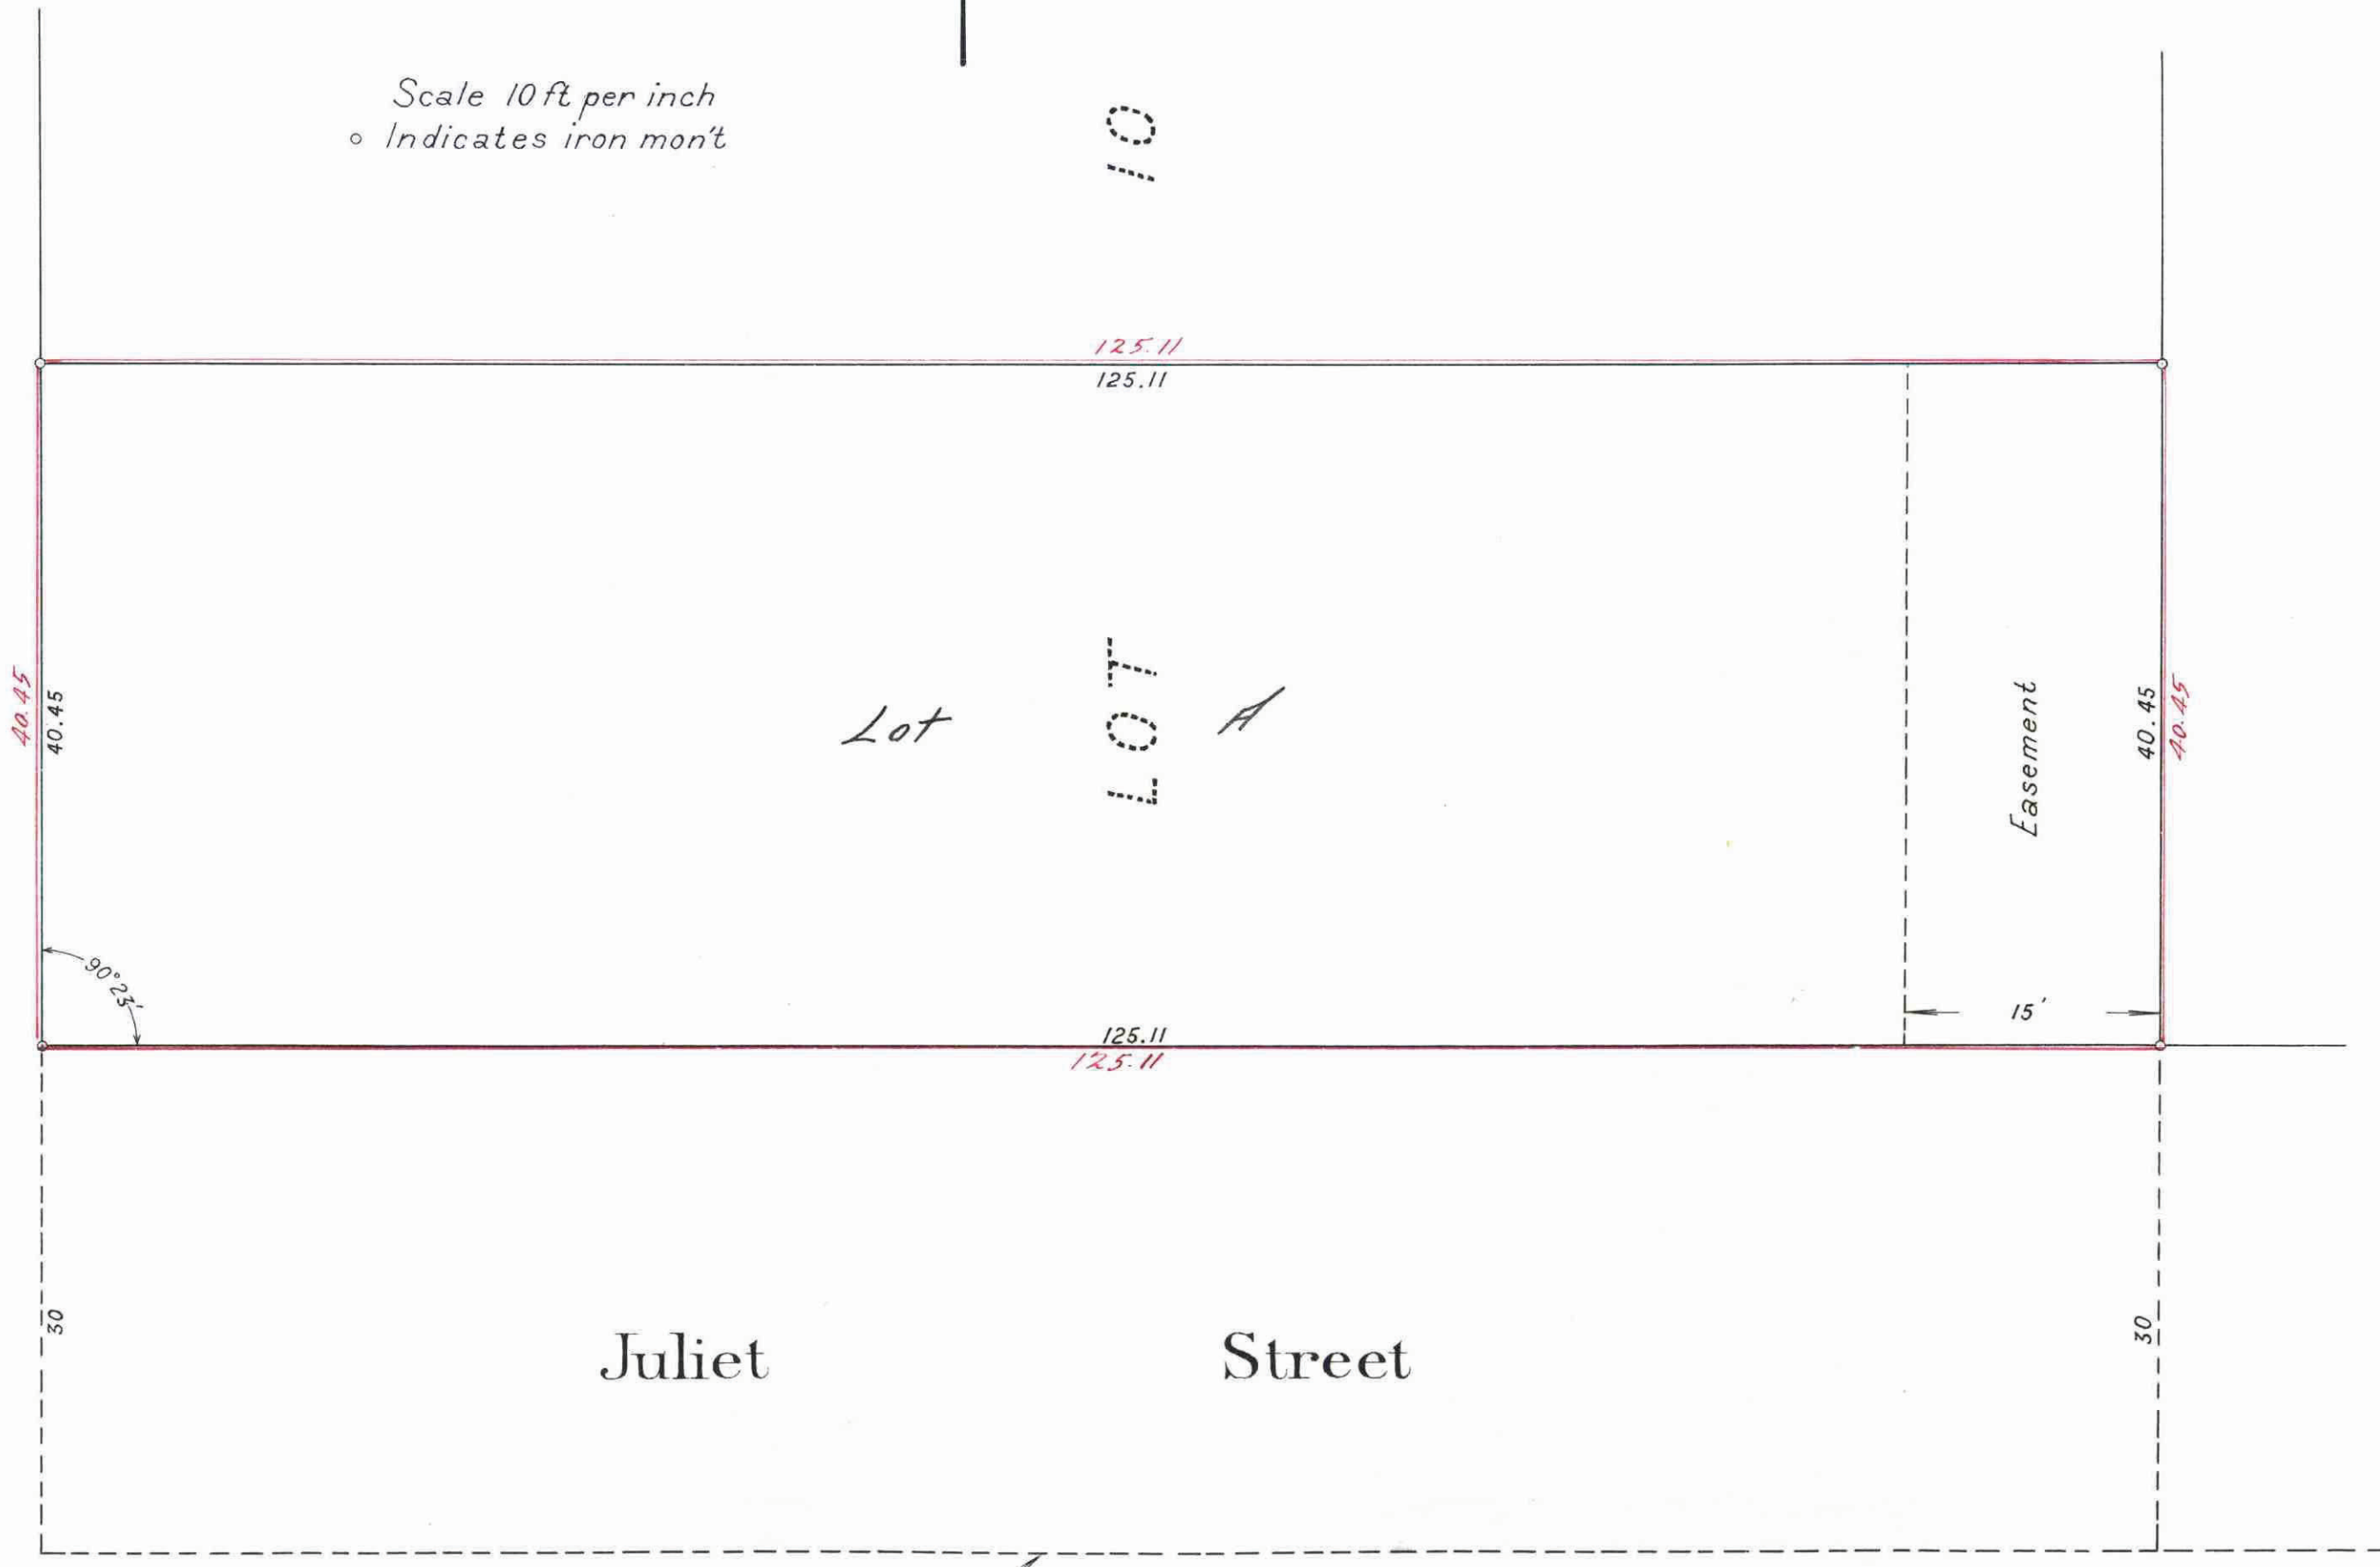 Scale 10 ft per inch
o Indicates iron mon't
LOT 10
125.11
125.11
40.45
40.45
Lot A
Easement
40.45
40.45
90°23'
15'
125.11
125.11
30
Juliet Street
30